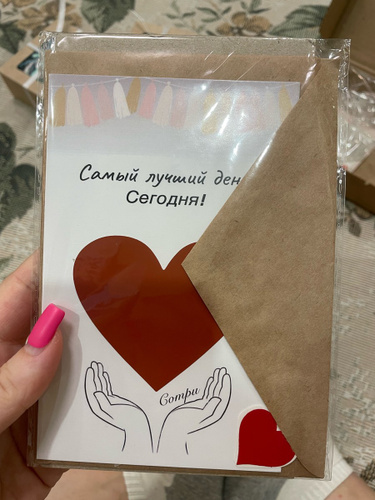 Самый лучший ден
Сегодня!
Сотри